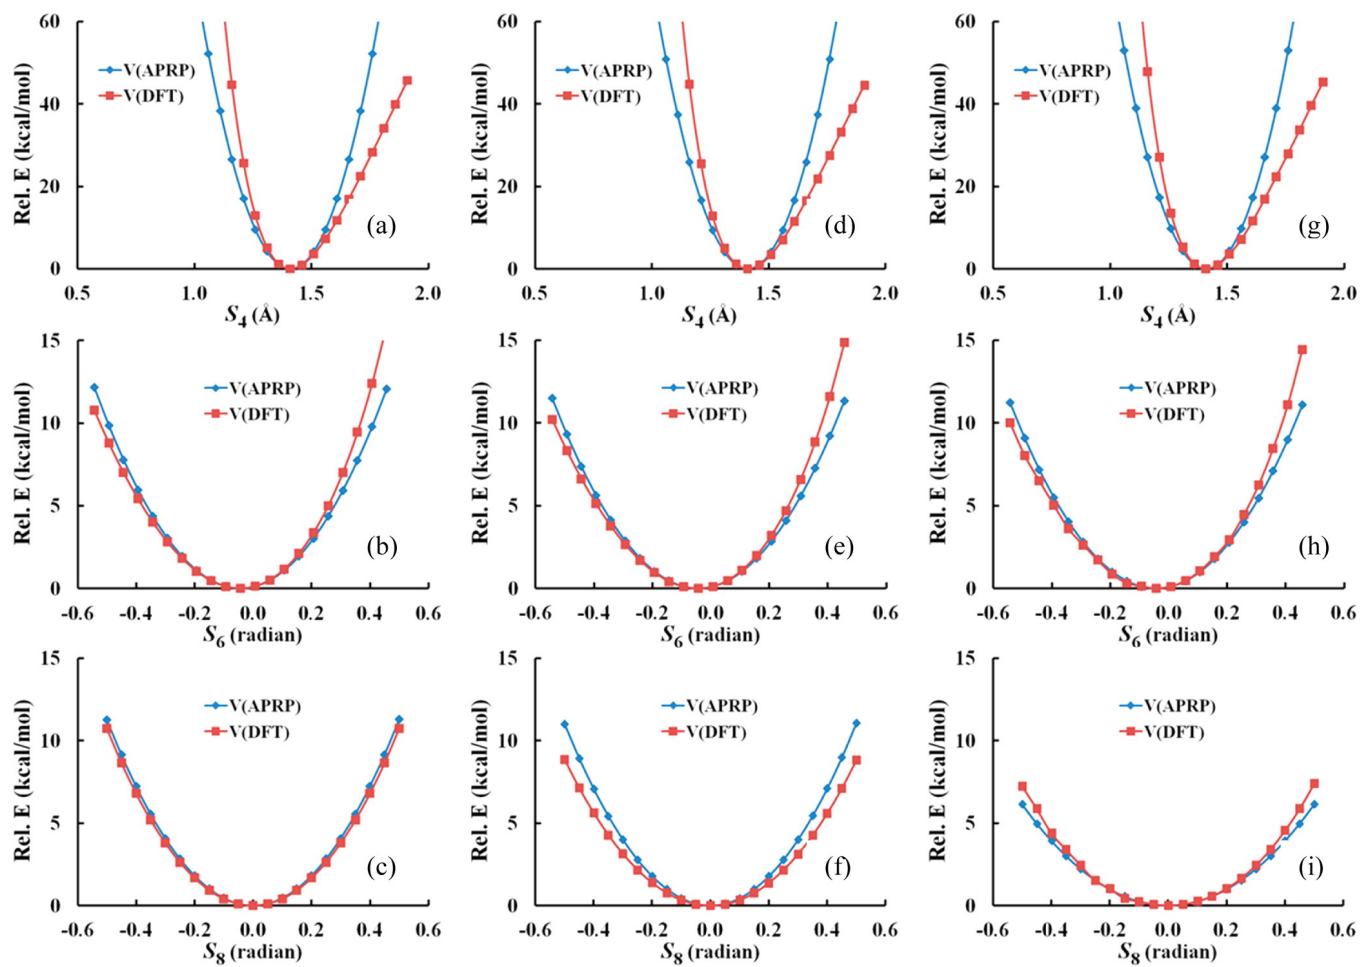 60
40
20
0
Rel. E (kcal/mol)
V(APRP)
V(DFT)
(a)
0.5 1.0 1.5 2.0
S4 (Å)
60
40
20
0
Rel. E (kcal/mol)
V(APRP)
V(DFT)
(d)
0.5 1.0 1.5 2.0
S4 (Å)
60
40
20
0
Rel. E (kcal/mol)
V(APRP)
V(DFT)
(g)
0.5 1.0 1.5 2.0
S4 (Å)
15
10
5
0
Rel. E (kcal/mol)
V(APRP)
V(DFT)
(b)
-0.6 -0.4 -0.2 0.0 0.2 0.4 0.6
S6 (radian)
15
10
5
0
Rel. E (kcal/mol)
V(APRP)
V(DFT)
(e)
-0.6 -0.4 -0.2 0.0 0.2 0.4 0.6
S6 (radian)
15
10
5
0
Rel. E (kcal/mol)
V(APRP)
V(DFT)
(h)
-0.6 -0.4 -0.2 0.0 0.2 0.4 0.6
S6 (radian)
15
10
5
0
Rel. E (kcal/mol)
V(APRP)
V(DFT)
(c)
-0.6 -0.4 -0.2 0.0 0.2 0.4 0.6
S8 (radian)
15
10
5
0
Rel. E (kcal/mol)
V(APRP)
V(DFT)
(f)
-0.6 -0.4 -0.2 0.0 0.2 0.4 0.6
S8 (radian)
15
10
5
0
Rel. E (kcal/mol)
V(APRP)
V(DFT)
(i)
-0.6 -0.4 -0.2 0.0 0.2 0.4 0.6
S8 (radian)